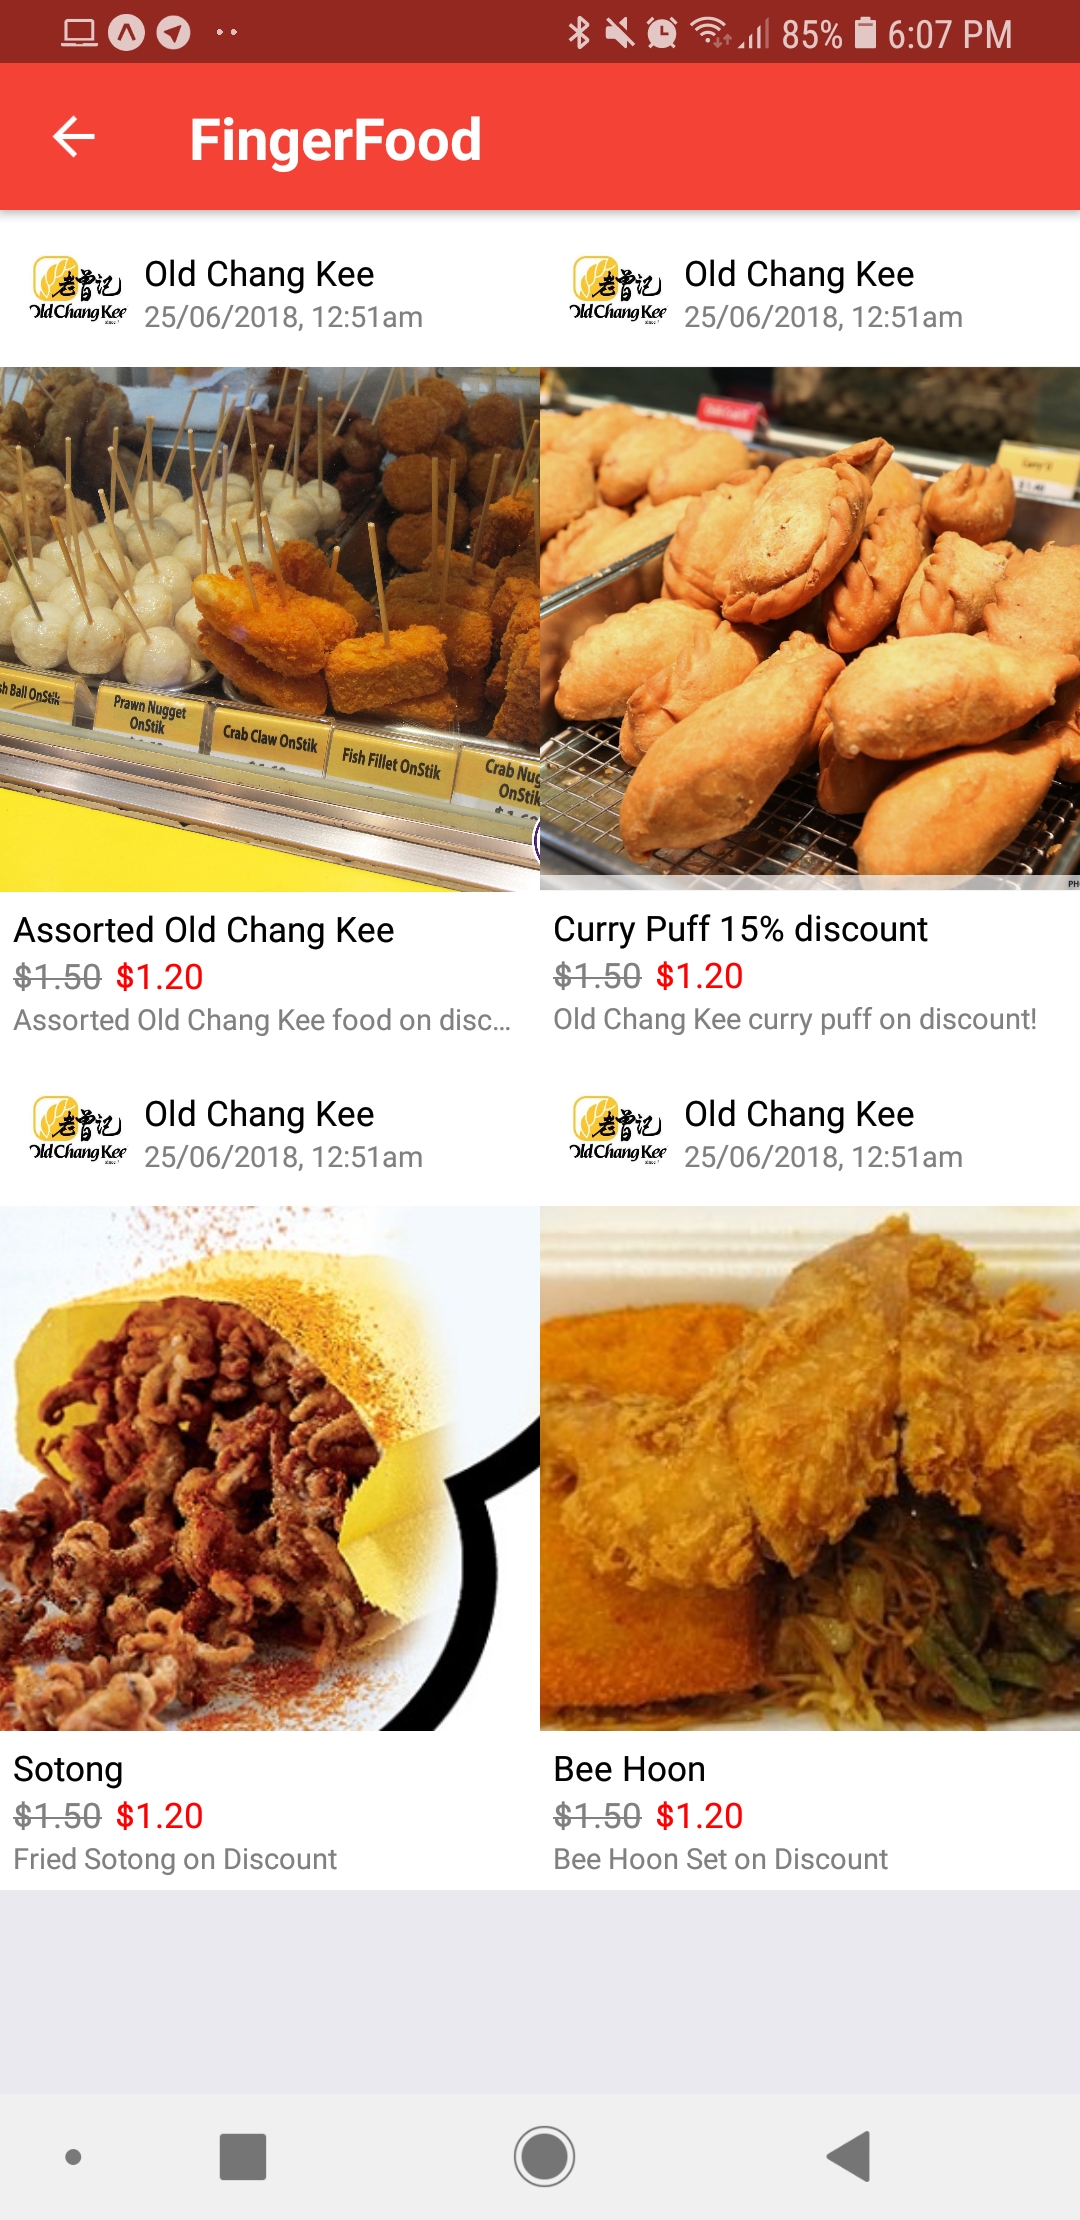 85% 6:07 PM
FingerFood
老曾记
Old Chang Kee
Old Chang Kee
25/06/2018, 12:51am
老曾记
Old Chang Kee
Old Chang Kee
25/06/2018, 12:51am
sh Ball OnStik
Prawn Nugget
OnStik
Crab Claw OnStik
Fish Fillet OnStik
Crab Nug
OnStik
PH
Assorted Old Chang Kee
$1.50 $1.20
Assorted Old Chang Kee food on disc...
Curry Puff 15% discount
$1.50 $1.20
Old Chang Kee curry puff on discount!
老曾记
Old Chang Kee
Old Chang Kee
25/06/2018, 12:51am
老曾记
Old Chang Kee
Old Chang Kee
25/06/2018, 12:51am
Sotong
$1.50 $1.20
Fried Sotong on Discount
Bee Hoon
$1.50 $1.20
Bee Hoon Set on Discount